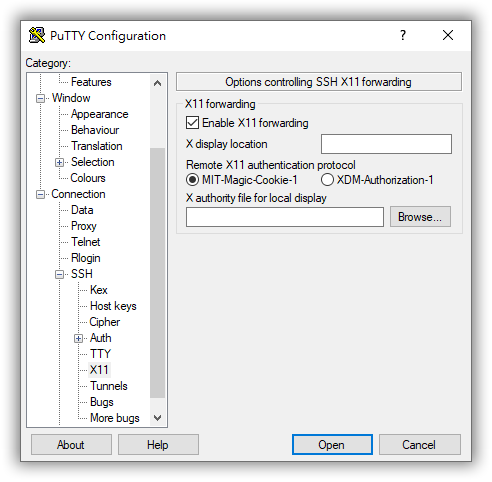 PuTTY Configuration
?
Category:
Features
Window
Appearance
Behaviour
Translation
Selection
Colours
Connection
Data
Proxy
Telnet
Rlogin
SSH
Kex
Host keys
Cipher
Auth
TTY
X11
Tunnels
Bugs
More bugs
Options controlling SSH X11 forwarding
X11 forwarding
Enable X11 forwarding
X display location
Remote X11 authentication protocol
MIT-Magic-Cookie-1 XDM-Authorization-1
X authority file for local display
Browse...
About Help Open Cancel